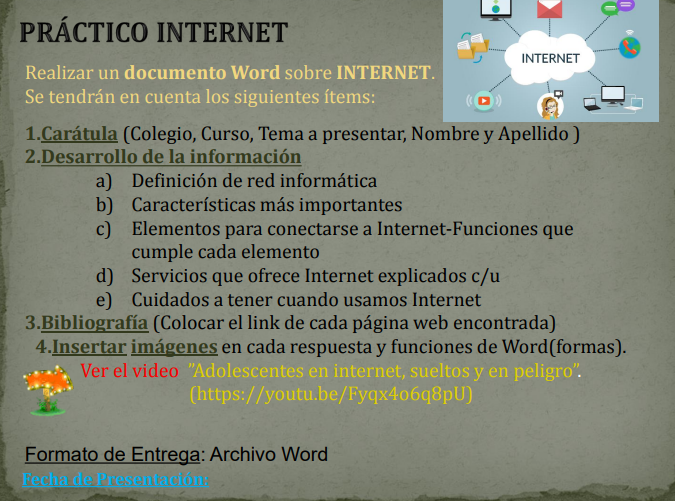 PRÁCTICO INTERNET
INTERNET
Realizar un documento Word sobre INTERNET.
Se tendrán en cuenta los siguientes ítems:
1.Carátula (Colegio, Curso, Tema a presentar, Nombre y Apellido )
2.Desarrollo de la información
a) Definición de red informática
b) Características más importantes
c) Elementos para conectarse a Internet-Funciones que
cumple cada elemento
d) Servicios que ofrece Internet explicados c/u
e) Cuidados a tener cuando usamos Internet
3.Bibliografía (Colocar el link de cada página web encontrada)
4.Insertar imágenes en cada respuesta y funciones de Word(formas).
Ver el video "Adolescentes en internet, sueltos y en peligro".
(https://youtu.be/Fyqx4o6q8pU)
Formato de Entrega: Archivo Word
Fecha de Presentación: